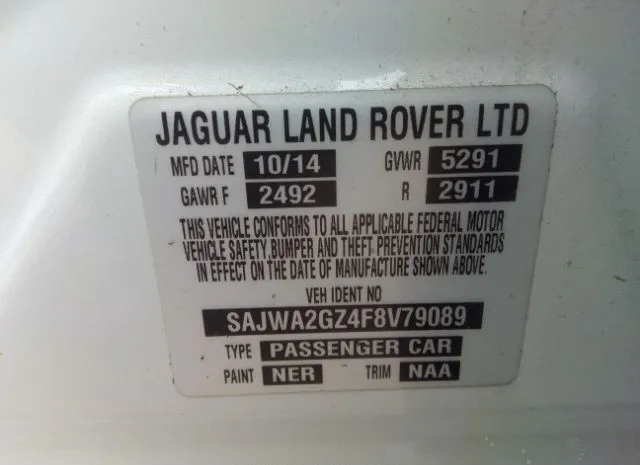 JAGUAR LAND ROVER LTD
MFD DATE 10/14 GVWR 5291
GAWR F 2492 R 2911
THIS VEHICLE CONFORMS TO ALL APPLICABLE FEDERAL MOTOR
VEHICLE SAFETY,BUMPER AND THEFT PREVENTION STANDARDS
IN EFFECT ON THE DATE OF MANUFACTURE SHOWN ABOVE.
VEH IDENT NO
SAJWA2GZ4F8V79089
TYPE PASSENGER CAR
PAINT NER TRIM NAA